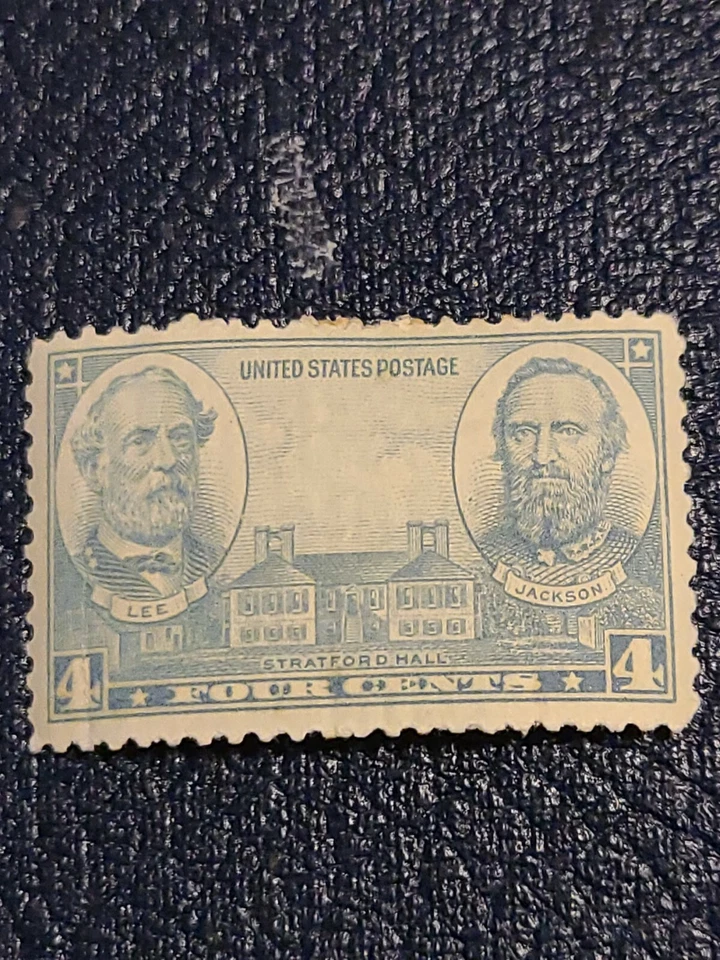 UNITED STATES POSTAGE
LEE
JACKSON
STRATFORD HALL
4 FOUR CENTS 4